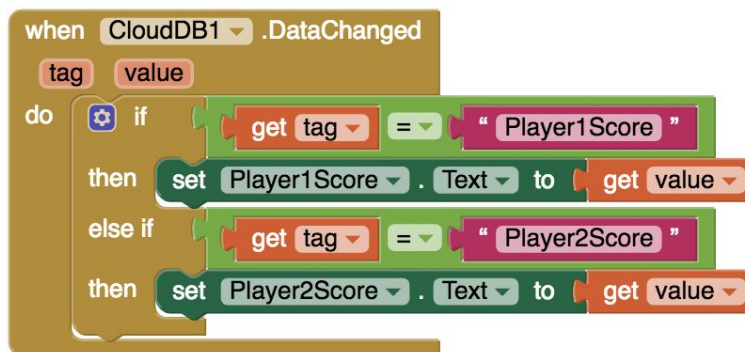 when CloudDB1 .DataChanged
tag value
do if get tag = " Player1Score "
then set Player1Score . Text to get value
else if get tag = " Player2Score "
then set Player2Score . Text to get value